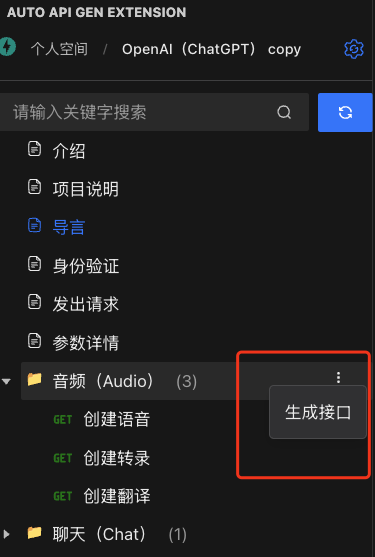 AUTO API GEN EXTENSION
个人空间 / OpenAI（ChatGPT） copy
请输入关键字搜索
介绍
项目说明
导言
身份验证
发出请求
参数详情
音频（Audio） (3)
生成接口
GET 创建语音
GET 创建转录
GET 创建翻译
聊天（Chat） (1)